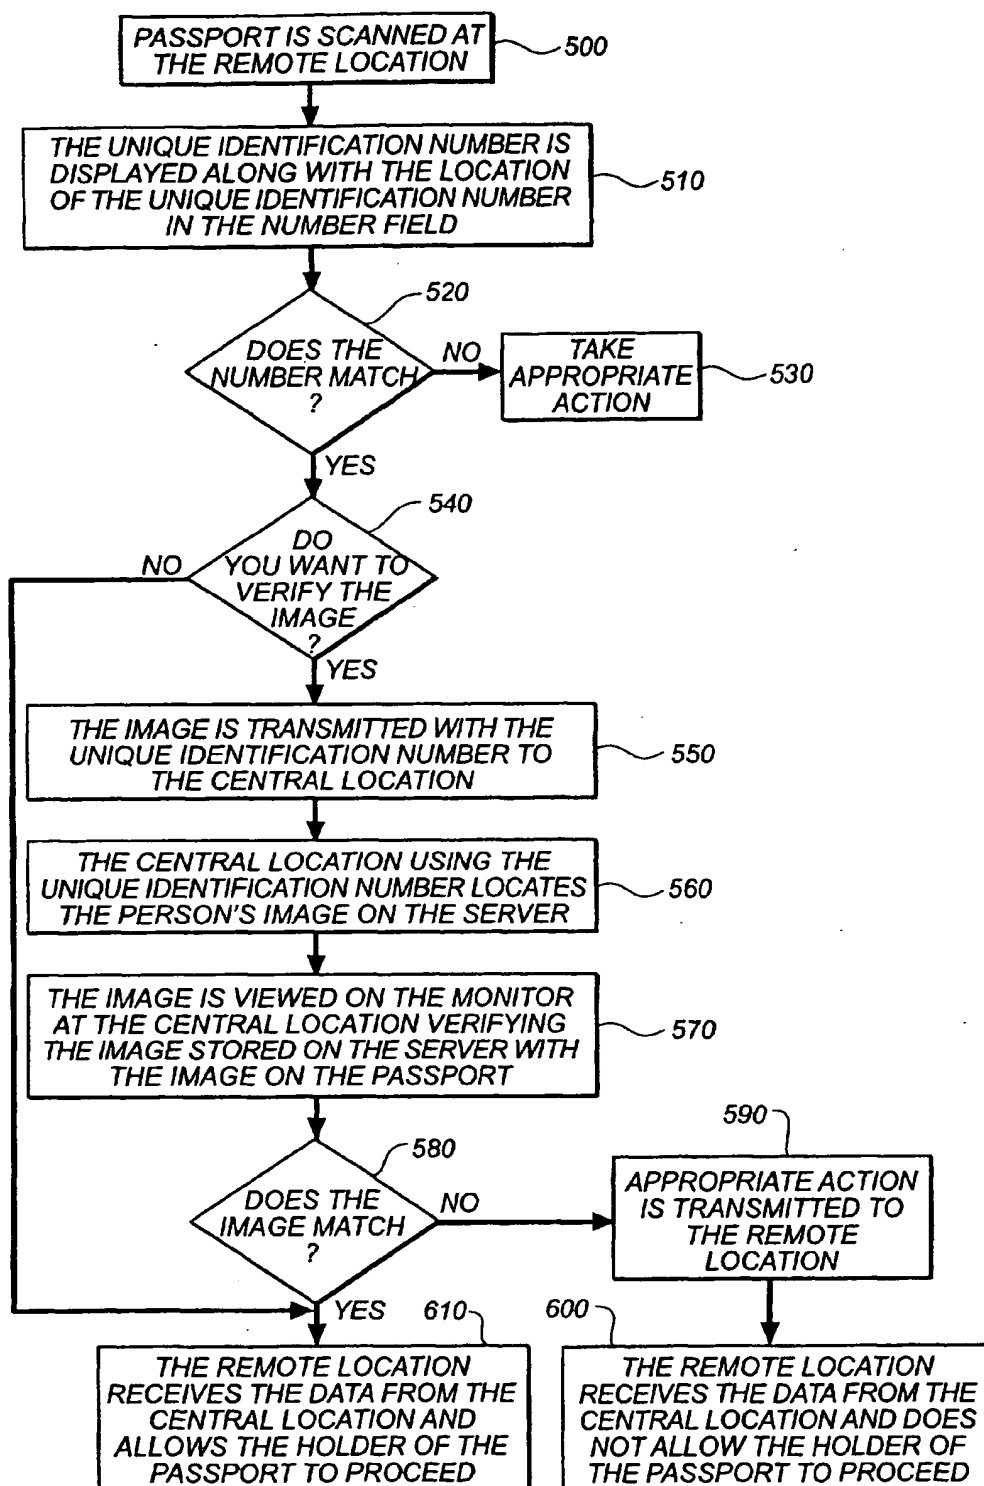 PASSPORT IS SCANNED AT
THE REMOTE LOCATION
500
THE UNIQUE IDENTIFICATION NUMBER IS
DISPLAYED ALONG WITH THE LOCATION
OF THE UNIQUE IDENTIFICATION NUMBER
IN THE NUMBER FIELD
510
520
DOES THE
NUMBER MATCH
?
NO
TAKE
APPROPRIATE
ACTION
530
YES
540
NO
DO
YOU WANT TO
VERIFY THE
IMAGE
?
YES
THE IMAGE IS TRANSMITTED WITH THE
UNIQUE IDENTIFICATION NUMBER TO
THE CENTRAL LOCATION
550
THE CENTRAL LOCATION USING THE
UNIQUE IDENTIFICATION NUMBER LOCATES
THE PERSON'S IMAGE ON THE SERVER
560
THE IMAGE IS VIEWED ON THE MONITOR
AT THE CENTRAL LOCATION VERIFYING
THE IMAGE STORED ON THE SERVER WITH
THE IMAGE ON THE PASSPORT
570
580
DOES THE
IMAGE MATCH
?
NO
590
APPROPRIATE ACTION
IS TRANSMITTED TO
THE REMOTE
LOCATION
YES
610
THE REMOTE LOCATION
RECEIVES THE DATA FROM THE
CENTRAL LOCATION AND
ALLOWS THE HOLDER OF THE
PASSPORT TO PROCEED
600
THE REMOTE LOCATION
RECEIVES THE DATA FROM THE
CENTRAL LOCATION AND DOES
NOT ALLOW THE HOLDER OF
THE PASSPORT TO PROCEED